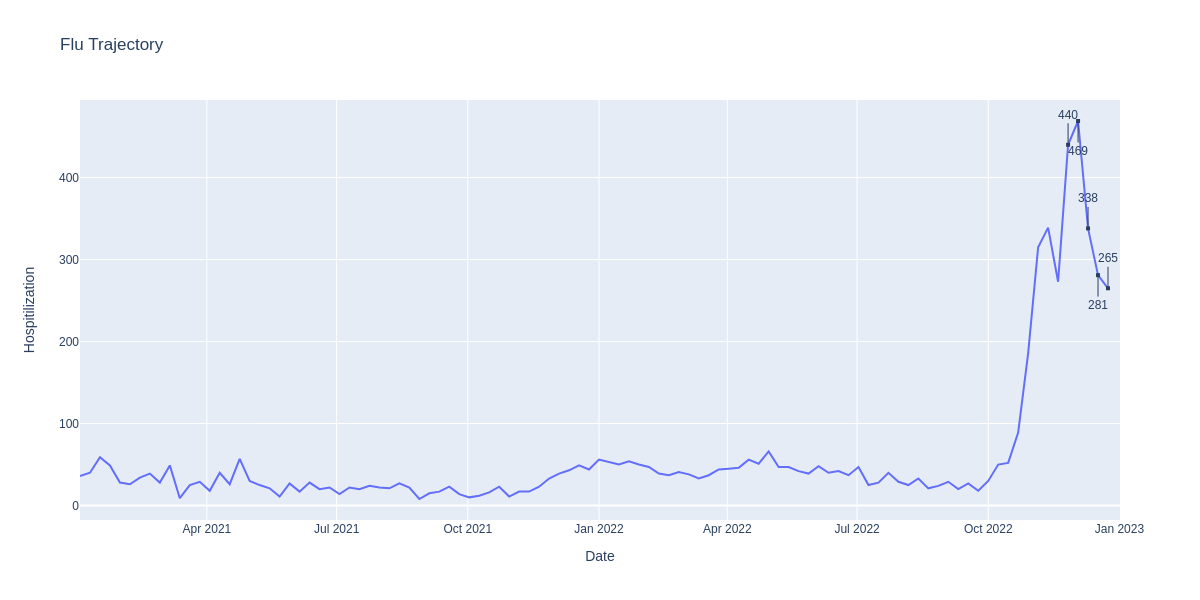 Flu Trajectory
440
469
338
265
281
400
300
200
100
0
Hospitilization
Apr 2021
Jul 2021
Oct 2021
Jan 2022
Apr 2022
Jul 2022
Oct 2022
Jan 2023
Date